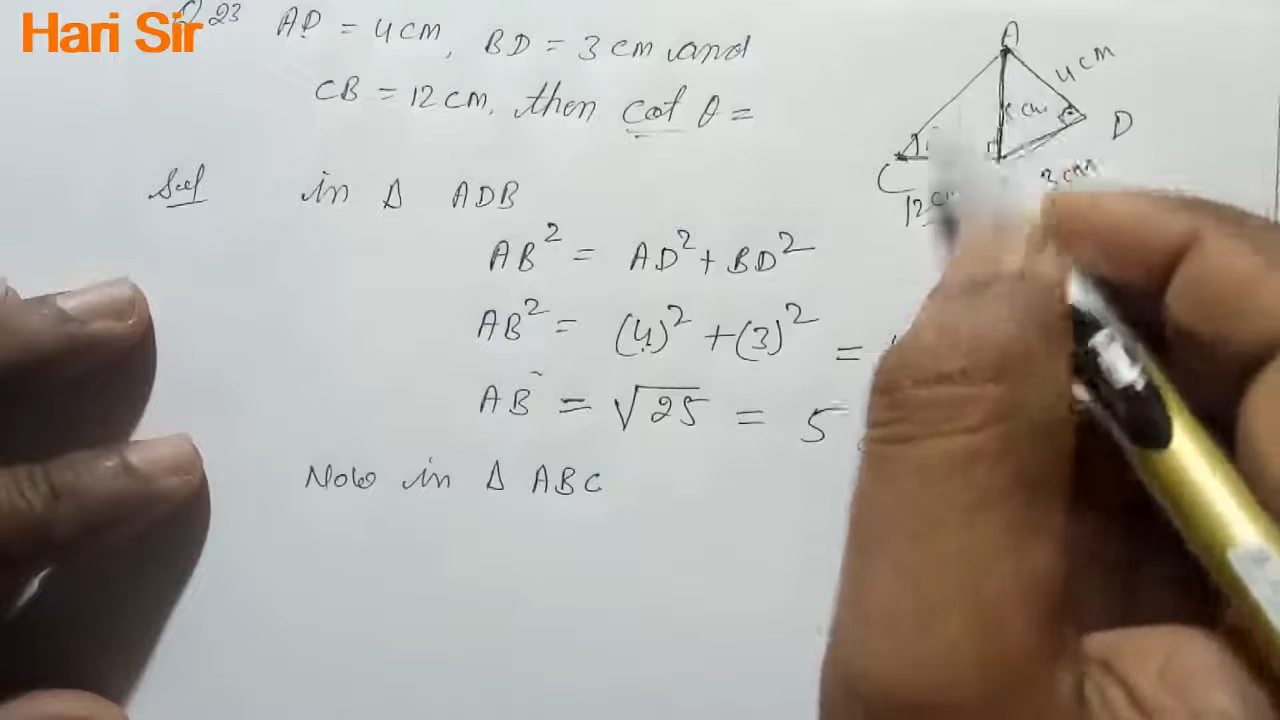 Hari Sir
23 AD = 4cm, BD = 3 cm and
CB = 12 cm, then cot θ =
A
4 cm
D
C
12 cm
3 cm
Sol in Δ ADB
AB² = AD² + BD²
AB² = (4)² + (3)² =
AB = √25 = 5
Now in Δ ABC